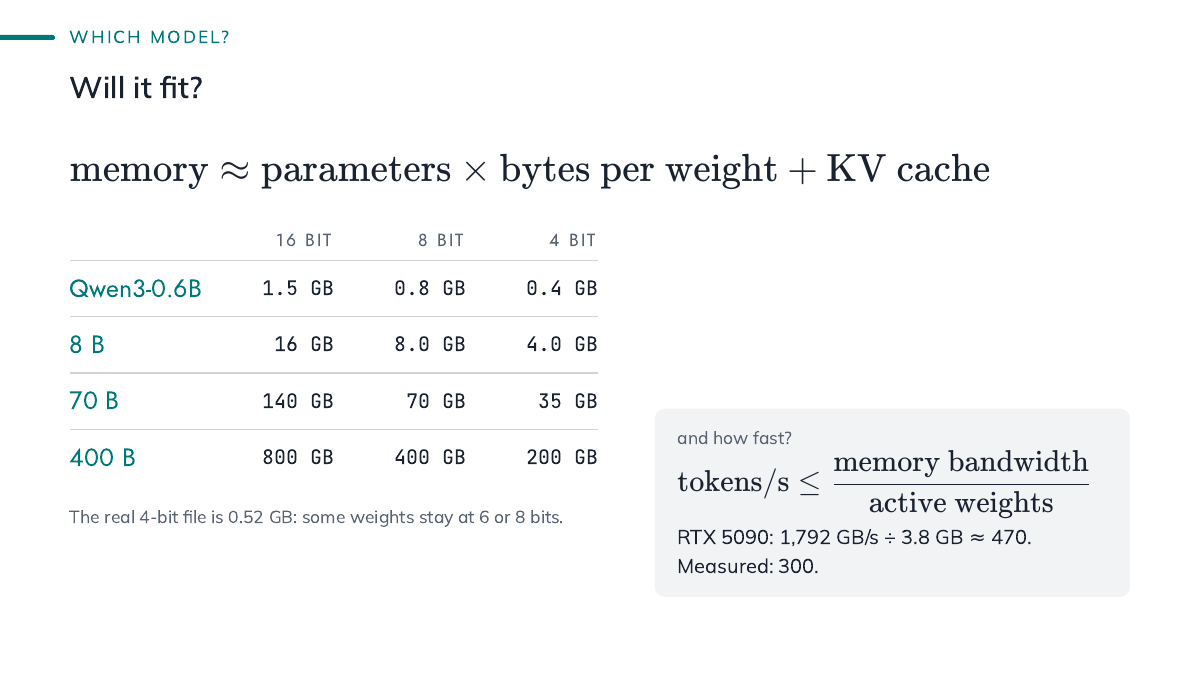 WHICH MODEL?
Will it fit?
memory ≈ parameters × bytes per weight + KV cache
16 BIT 8 BIT 4 BIT
Qwen3-0.6B 1.5 GB 0.8 GB 0.4 GB
8 B 16 GB 8.0 GB 4.0 GB
70 B 140 GB 70 GB 35 GB
400 B 800 GB 400 GB 200 GB
The real 4-bit file is 0.52 GB: some weights stay at 6 or 8 bits.
and how fast?
tokens/s ≤ memory bandwidth / active weights
RTX 5090: 1,792 GB/s ÷ 3.8 GB ≈ 470.
Measured: 300.